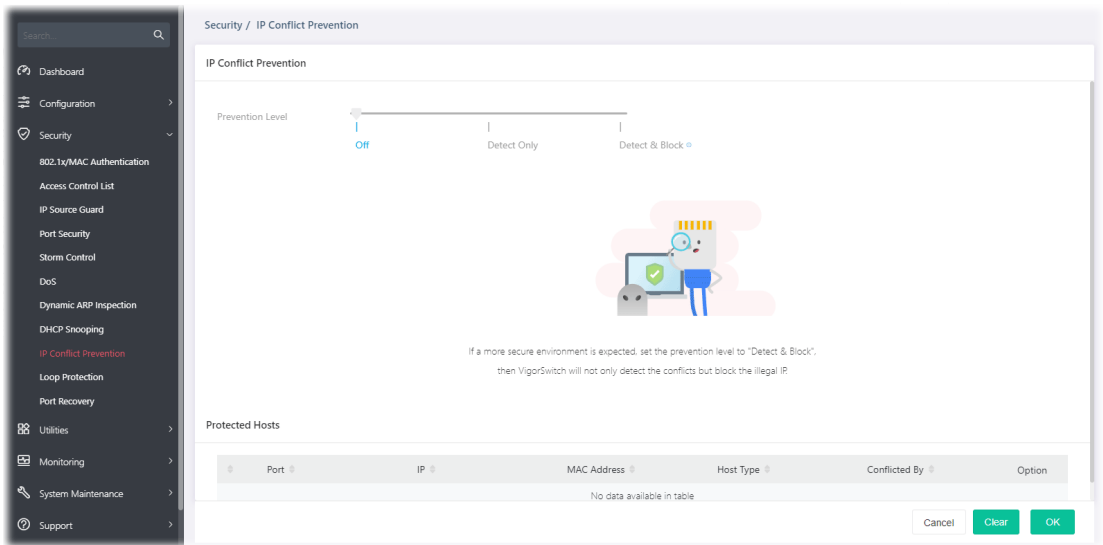 Search...
Dashboard
Configuration
Security
802.1x/MAC Authentication
Access Control List
IP Source Guard
Port Security
Storm Control
DoS
Dynamic ARP Inspection
DHCP Snooping
IP Conflict Prevention
Loop Protection
Port Recovery
Utilities
Monitoring
System Maintenance
Support
Security / IP Conflict Prevention
IP Conflict Prevention
Prevention Level
Off Detect Only Detect & Block
If a more secure environment is expected, set the prevention level to "Detect & Block",
then VigorSwitch will not only detect the conflicts but block the illegal IP.
Protected Hosts
Port IP MAC Address Host Type Conflicted By Option
No data available in table
Cancel Clear OK